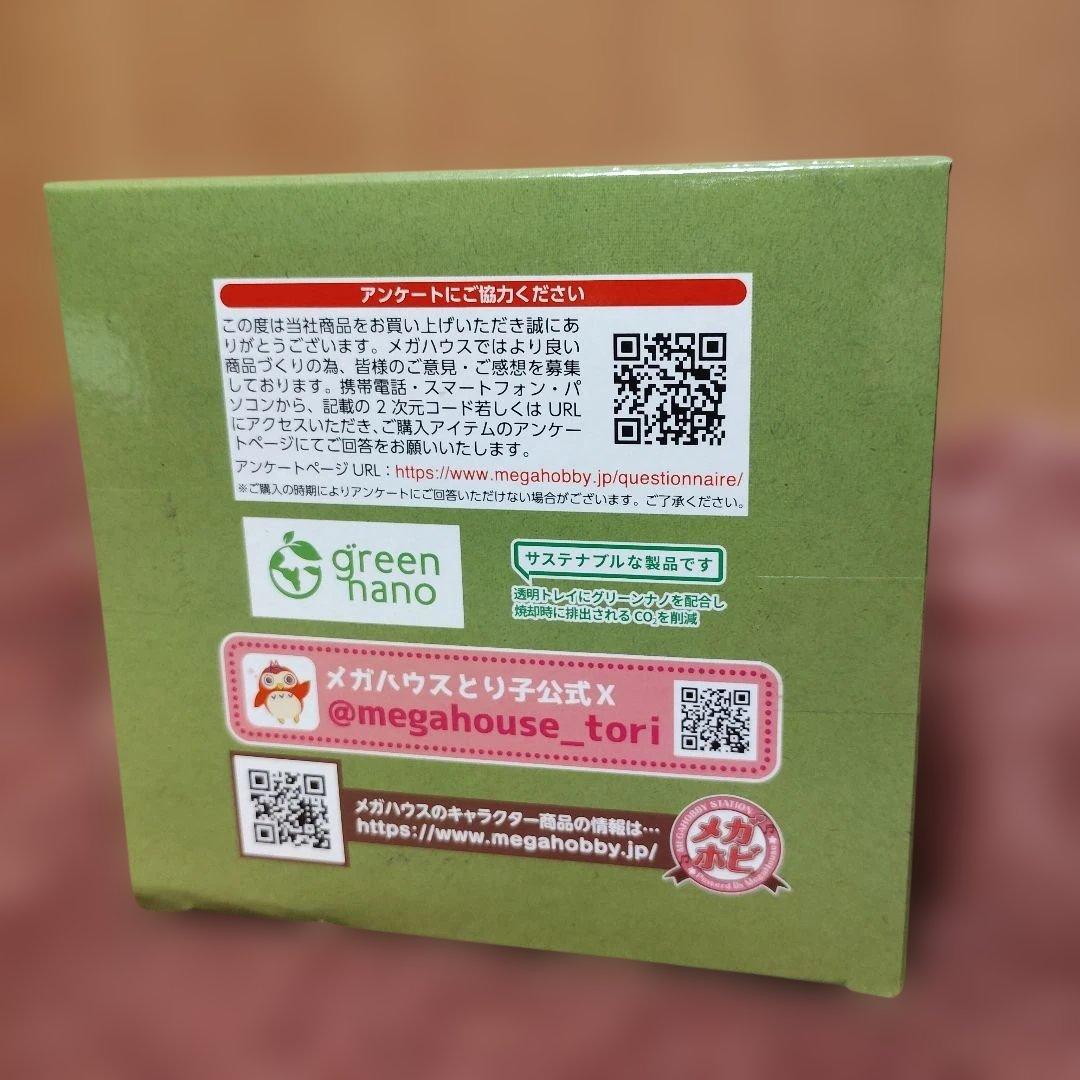 アンケートにご協力ください
この度は当社商品をお買い上げいただき誠にあ
りがとうございます。メガハウスではより良い
商品づくりの為、皆様のご意見・ご感想を募集
しております。携帯電話・スマートフォン・パ
ソコンから、記載の 2 次元コード若しくは URL
にアクセスいただき、ご購入アイテムのアンケー
トページにてご回答をお願いいたします。
アンケートページ URL：https://www.megahobby.jp/questionnaire/
※ご購入の時期によりアンケートにご回答いただけない場合がございます。ご了承ください。
green
nano
サステナブルな製品です
透明トレイにグリーンナノを配合し
焼却時に排出される CO₂を削減
メガハウスとり子公式 X
@megahouse_tori
メガハウスのキャラクター商品の情報は…
https://www.megahobby.jp/
MEGAHOBBY STATION
メガ
ホビ
Powered by MegaHouse